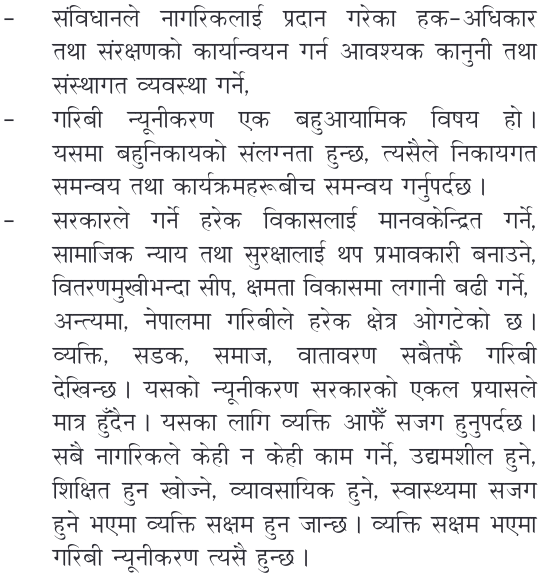 – संविधानले नागरिकलाई प्रदान गरेका हक-अधिकार
तथा संरक्षणको कार्यान्वयन गर्न आवश्यक कानुनी तथा
संस्थागत व्यवस्था गर्ने,
– गरिबी न्यूनीकरण एक बहुआयामिक विषय हो।
यसमा बहुनिकायको संलग्नता हुन्छ, त्यसैले निकायगत
समन्वय तथा कार्यक्रमहरूबीच समन्वय गर्नुपर्दछ।
– सरकारले गर्ने हरेक विकासलाई मानवकेन्द्रित गर्ने,
सामाजिक न्याय तथा सुरक्षालाई थप प्रभावकारी बनाउने,
वितरणमुखीभन्दा सीप, क्षमता विकासमा लगानी बढी गर्ने,
अन्त्यमा, नेपालमा गरिबीले हरेक क्षेत्र ओगटेको छ।
व्यक्ति, सडक, समाज, वातावरण सबैतर्फ गरिबी
देखिन्छ। यसको न्यूनीकरण सरकारको एकल प्रयासले
मात्र हुँदैन। यसका लागि व्यक्ति आफैँ सजग हुनुपर्दछ।
सबै नागरिकले केही न केही काम गर्ने, उद्यमशील हुने,
शिक्षित हुन खोज्ने, व्यावसायिक हुने, स्वास्थ्यमा सजग
हुने भएमा व्यक्ति सक्षम हुन जान्छ। व्यक्ति सक्षम भएमा
गरिबी न्यूनीकरण त्यसै हुन्छ।